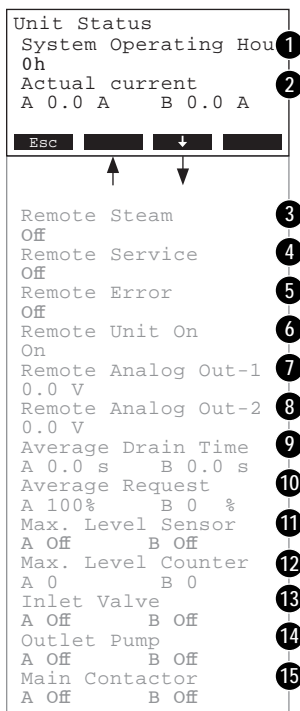 Unit Status
System Operating Hou 1
0h
Actual current 2
A 0.0 A B 0.0 A
Esc ↓
Remote Steam 3
Off
Remote Service 4
Off
Remote Error 5
Off
Remote Unit On 6
On
Remote Analog Out-1 7
0.0 V
Remote Analog Out-2 8
0.0 V
Average Drain Time 9
A 0.0 s B 0.0 s
Average Request 10
A 100% B 0 %
Max. Level Sensor 11
A Off B Off
Max. Level Counter 12
A 0 B 0
Inlet Valve 13
A Off B Off
Outlet Pump 14
A Off B Off
Main Contactor 15
A Off B Off